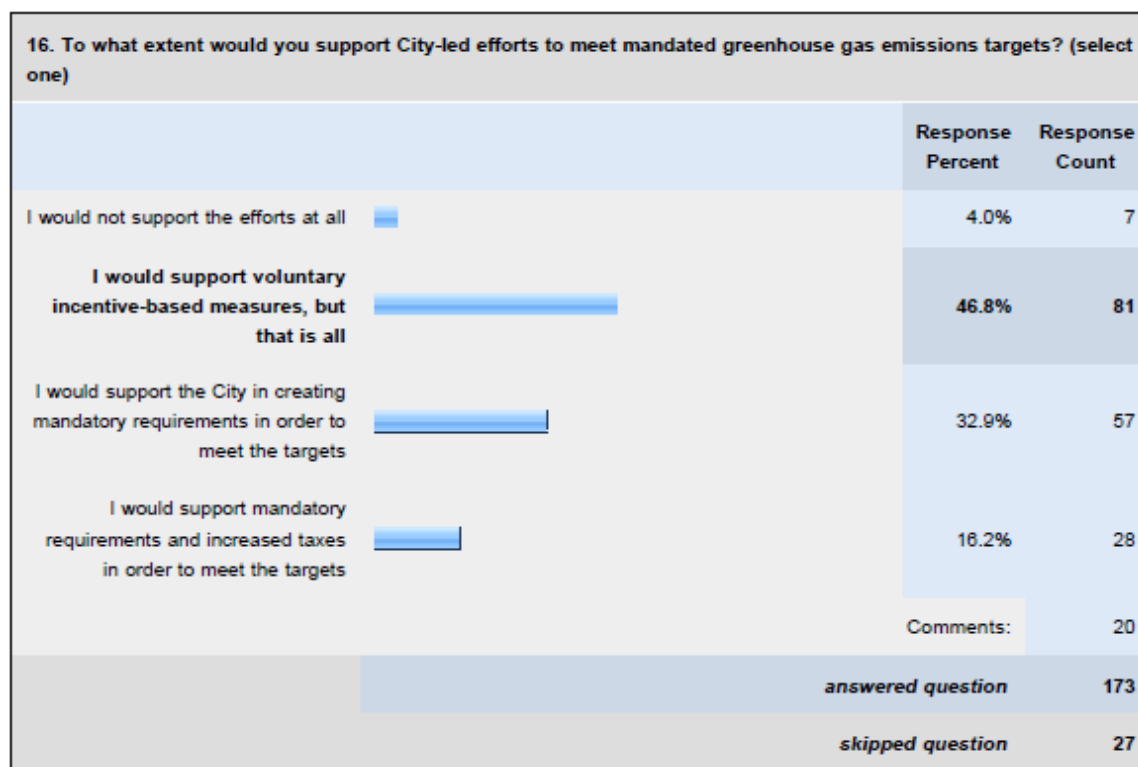 16. To what extent would you support City-led efforts to meet mandated greenhouse gas emissions targets? (select
one)
Response
Percent
Response
Count
I would not support the efforts at all 4.0% 7
I would support voluntary
incentive-based measures, but 46.8% 81
that is all
I would support the City in creating
mandatory requirements in order to 32.9% 57
meet the targets
I would support mandatory
requirements and increased taxes 16.2% 28
in order to meet the targets
Comments: 20
answered question 173
skipped question 27